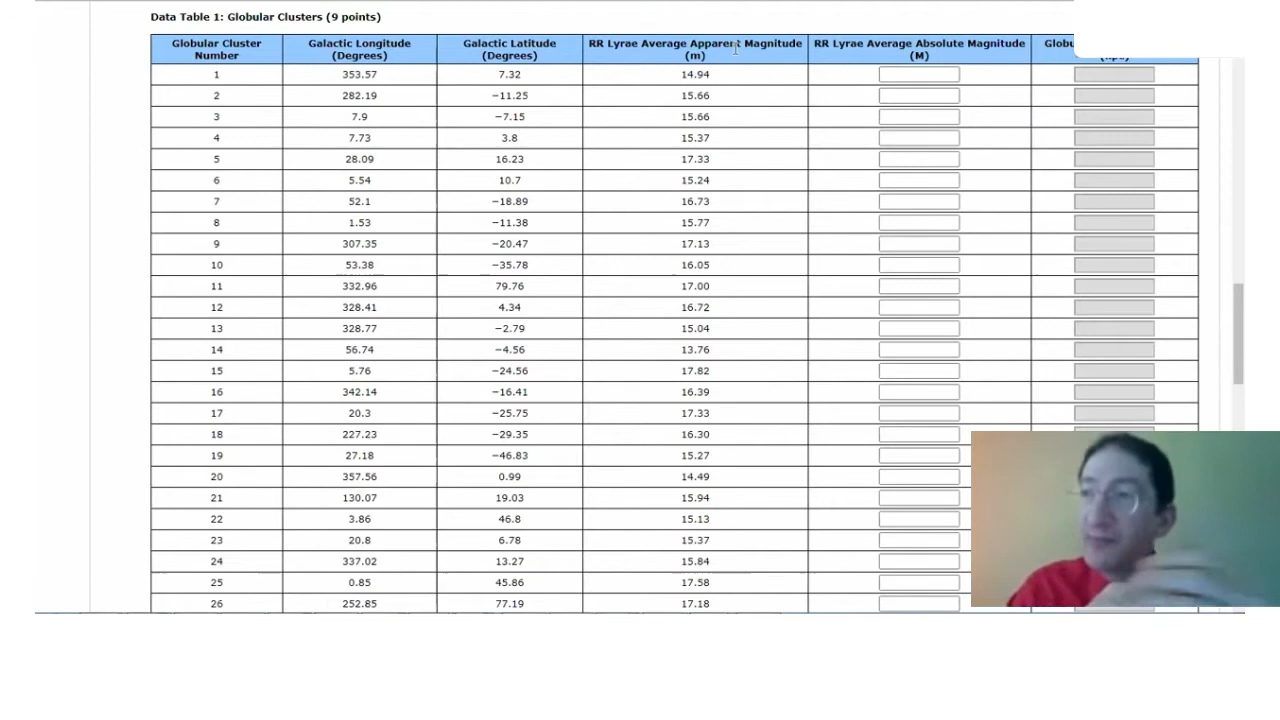 Data Table 1: Globular Clusters (9 points)
Globular Cluster Number Galactic Longitude (Degrees) Galactic Latitude (Degrees) RR Lyrae Average Apparent Magnitude (m) RR Lyrae Average Absolute Magnitude (M)
1 353.57 7.32 14.94
2 282.19 −11.25 15.66
3 7.9 −7.15 15.66
4 7.73 3.8 15.37
5 28.09 16.23 17.33
6 5.54 10.7 15.24
7 52.1 −18.89 16.73
8 1.53 −11.38 15.77
9 307.35 −20.47 17.13
10 53.38 −35.78 16.05
11 332.96 79.76 17.00
12 328.41 4.34 16.72
13 328.77 −2.79 15.04
14 56.74 −4.56 13.76
15 5.76 −24.56 17.82
16 342.14 −16.41 16.39
17 20.3 −25.75 17.33
18 227.23 −29.35 16.30
19 27.18 −46.83 15.27
20 357.56 0.99 14.49
21 130.07 19.03 15.94
22 3.86 46.8 15.13
23 20.8 6.78 15.37
24 337.02 13.27 15.84
25 0.85 45.86 17.58
26 252.85 77.19 17.18